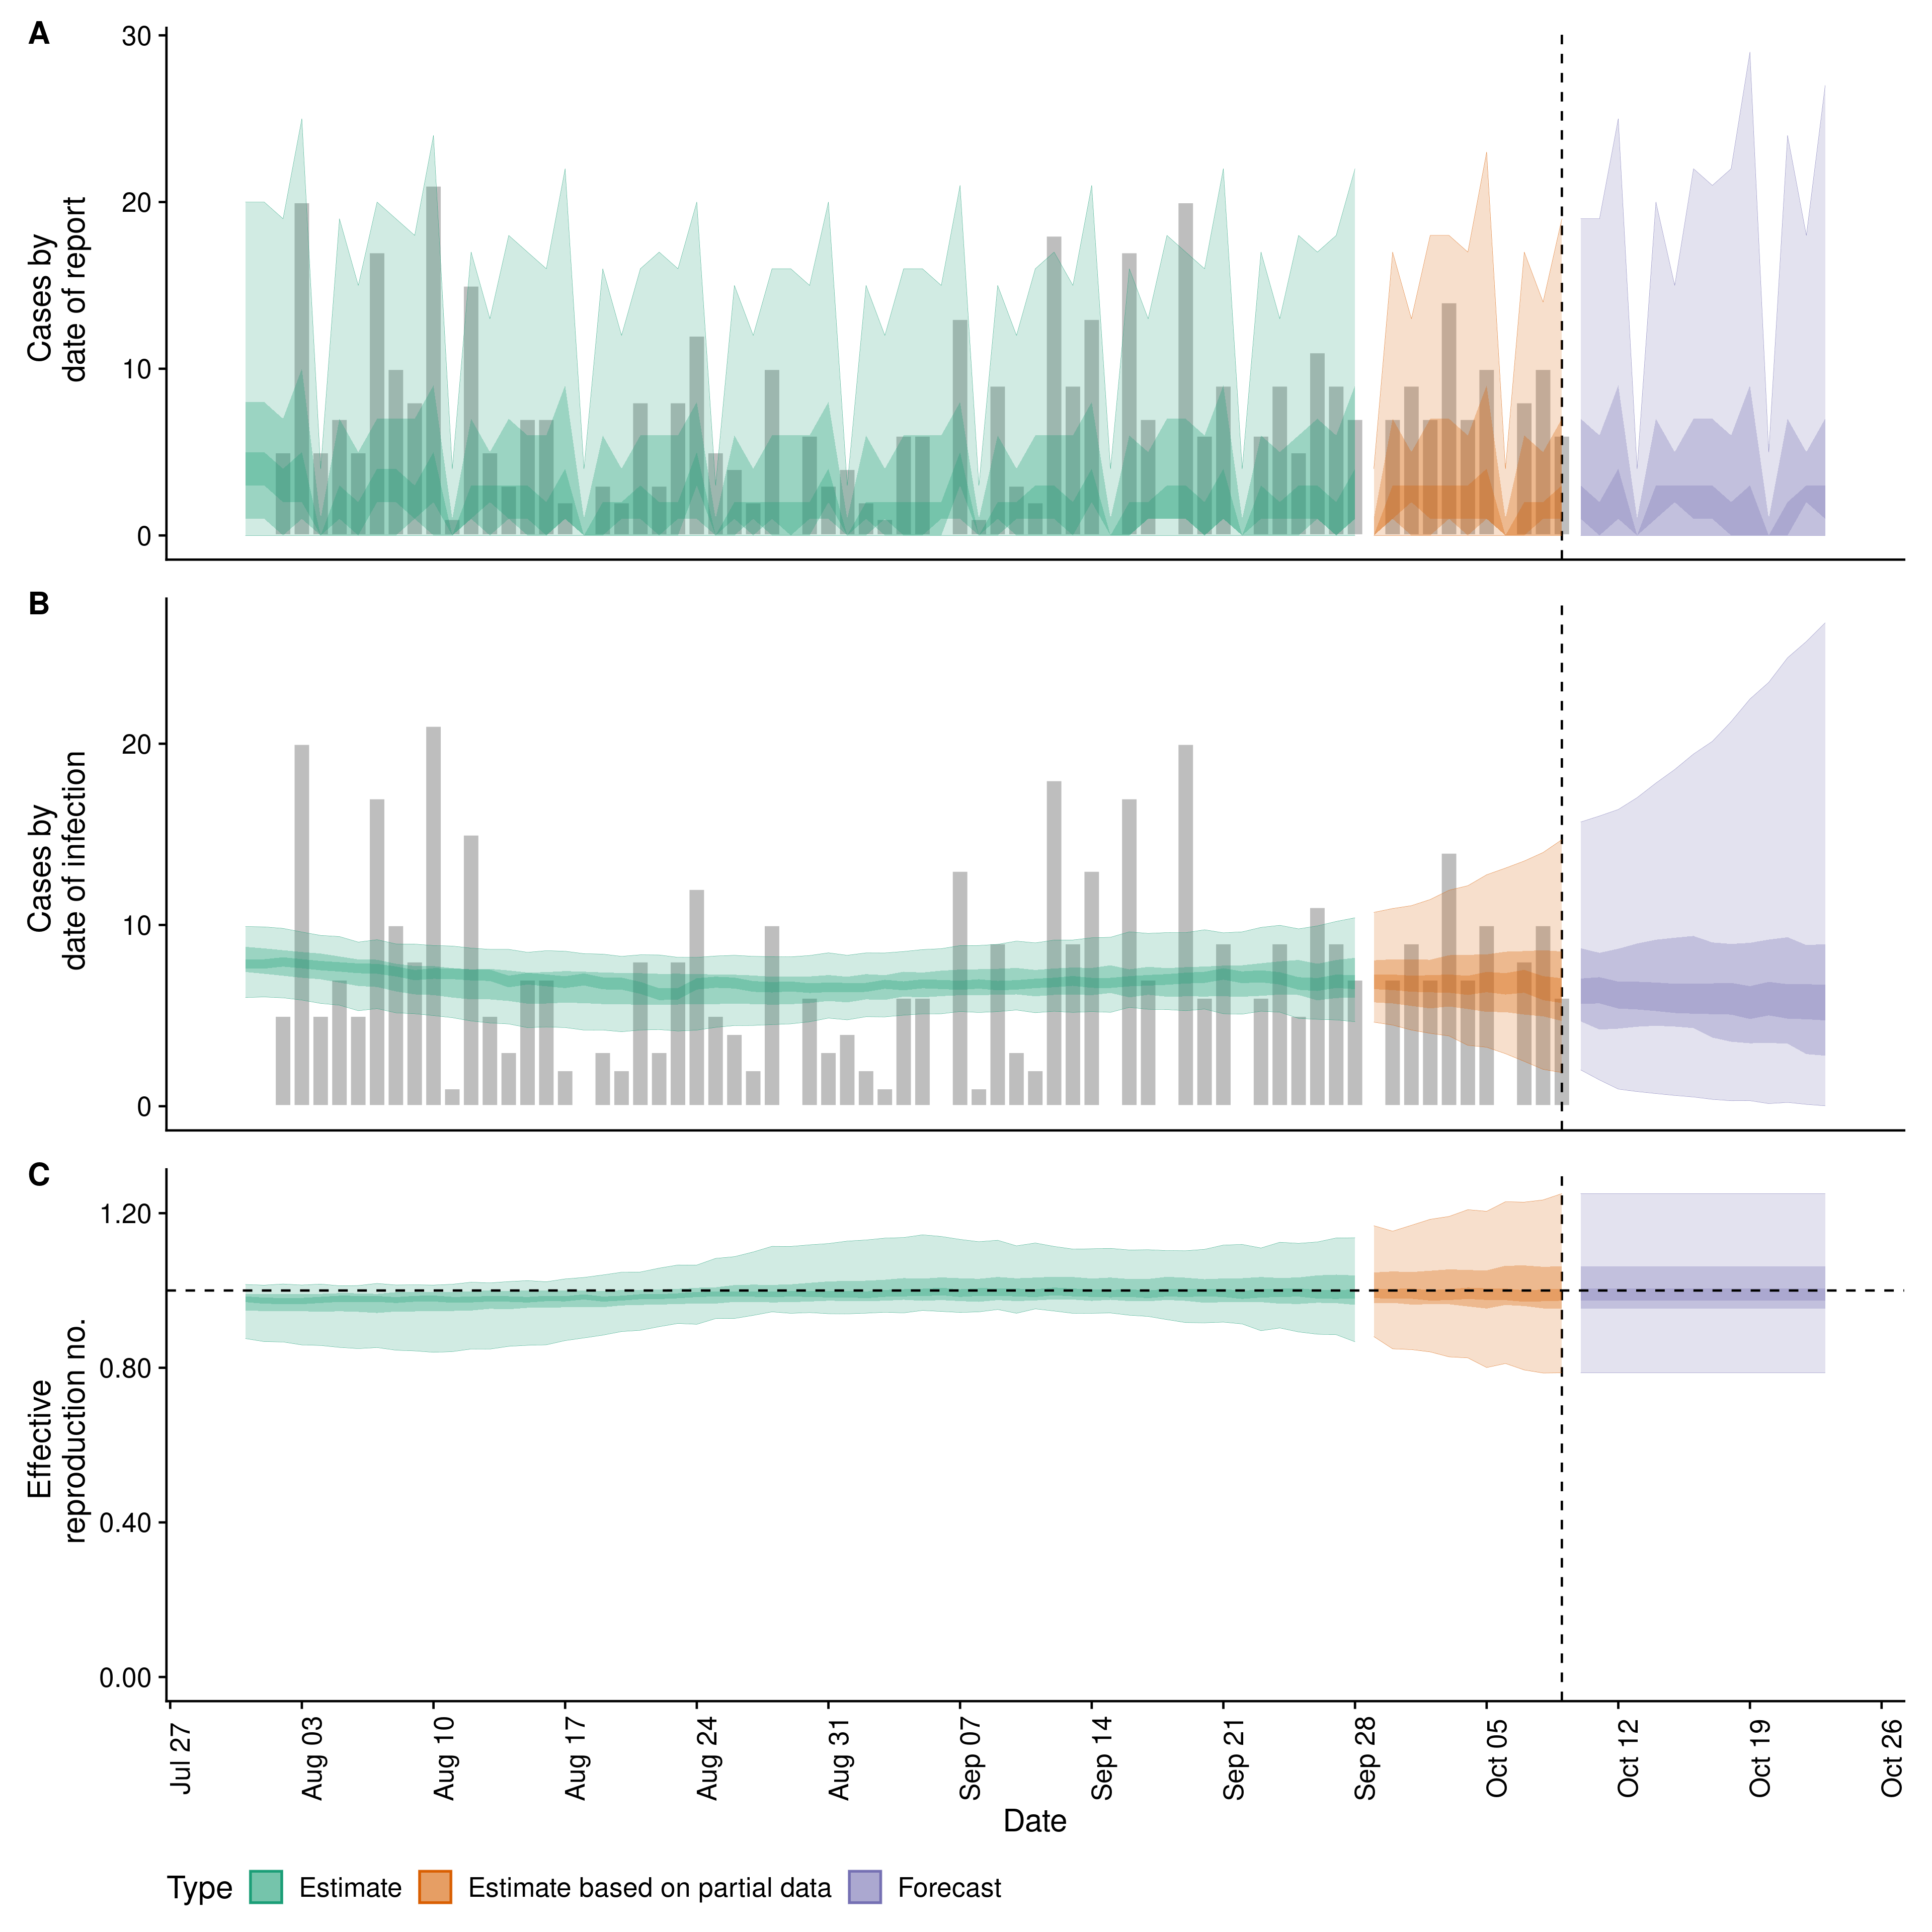 A
Cases by
date of report
30
20
10
0
B
Cases by
date of infection
20
10
0
C
Effective
reproduction no.
1.20
0.80
0.40
0.00
Jul 27
Aug 03
Aug 10
Aug 17
Aug 24
Aug 31
Sep 07
Sep 14
Sep 21
Sep 28
Oct 05
Oct 12
Oct 19
Oct 26
Date
Type Estimate Estimate based on partial data Forecast